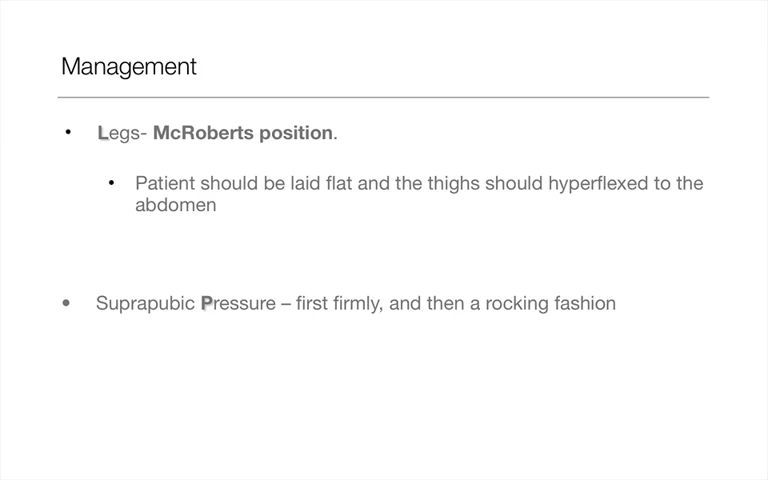 Management
• Legs- McRoberts position.
• Patient should be laid flat and the thighs should hyperflexed to the
abdomen
• Suprapubic Pressure – first firmly, and then a rocking fashion